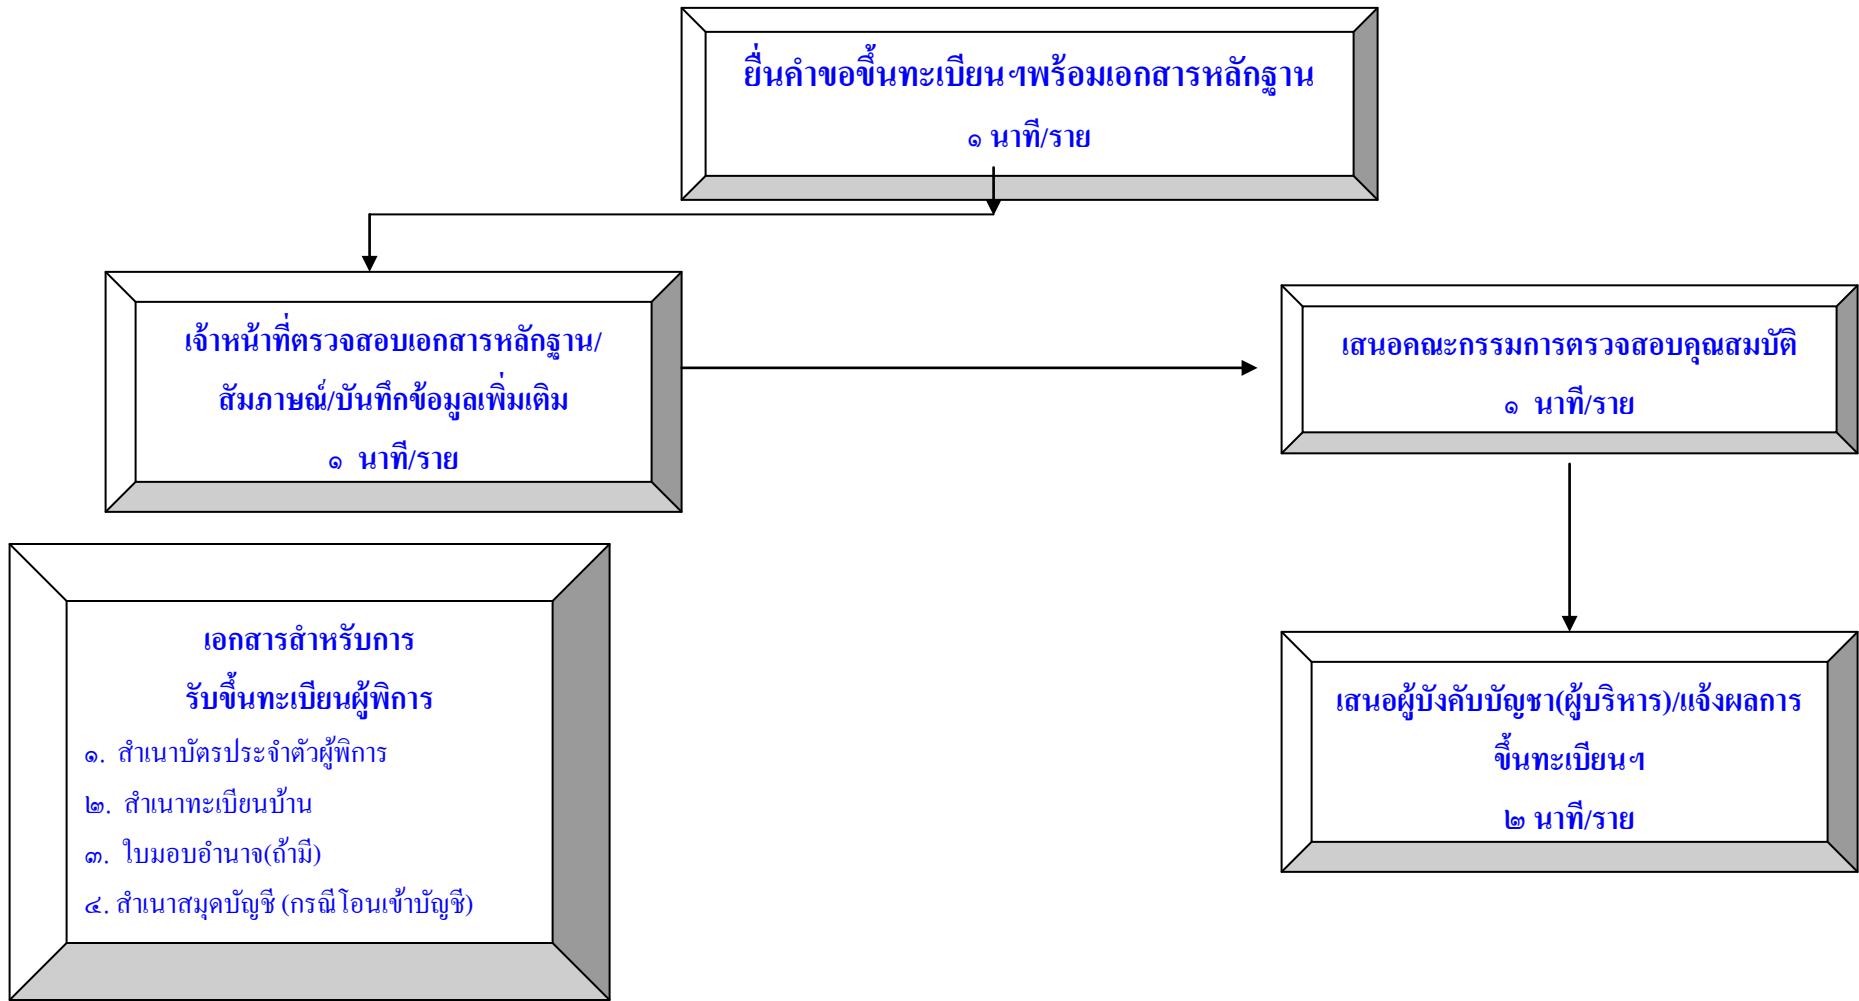 ยื่นคำขอขึ้นทะเบียนฯพร้อมเอกสารหลักฐาน
๑ นาที/ราย
เจ้าหน้าที่ตรวจสอบเอกสารหลักฐาน/
สัมภาษณ์/บันทึกข้อมูลเพิ่มเติม
๑ นาที/ราย
เสนอคณะกรรมการตรวจสอบคุณสมบัติ
๑ นาที/ราย
เอกสารสำหรับการ
รับขึ้นทะเบียนผู้พิการ
๑. สำเนาบัตรประจำตัวผู้พิการ
๒. สำเนาทะเบียนบ้าน
๓. ใบมอบอำนาจ(ถ้ามี)
๔. สำเนาสมุดบัญชี (กรณีโอนเข้าบัญชี)
เสนอผู้บังคับบัญชา(ผู้บริหาร)/แจ้งผลการ
ขึ้นทะเบียนฯ
๒ นาที/ราย